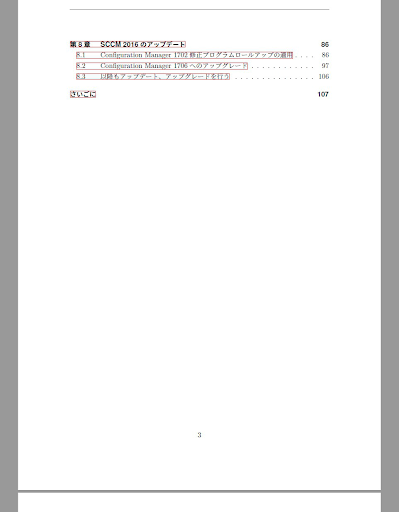 第 8 章 SCCM 2016 のアップデート 86
8.1 Configuration Manager 1702 修正プログラムロールアップの適用 . . . . 86
8.2 Configuration Manager 1706 へのアップグレード . . . . . . . . . . . . 97
8.3 以降もアップデート、アップグレードを行う . . . . . . . . . . . . . . . 106
さいごに 107
3